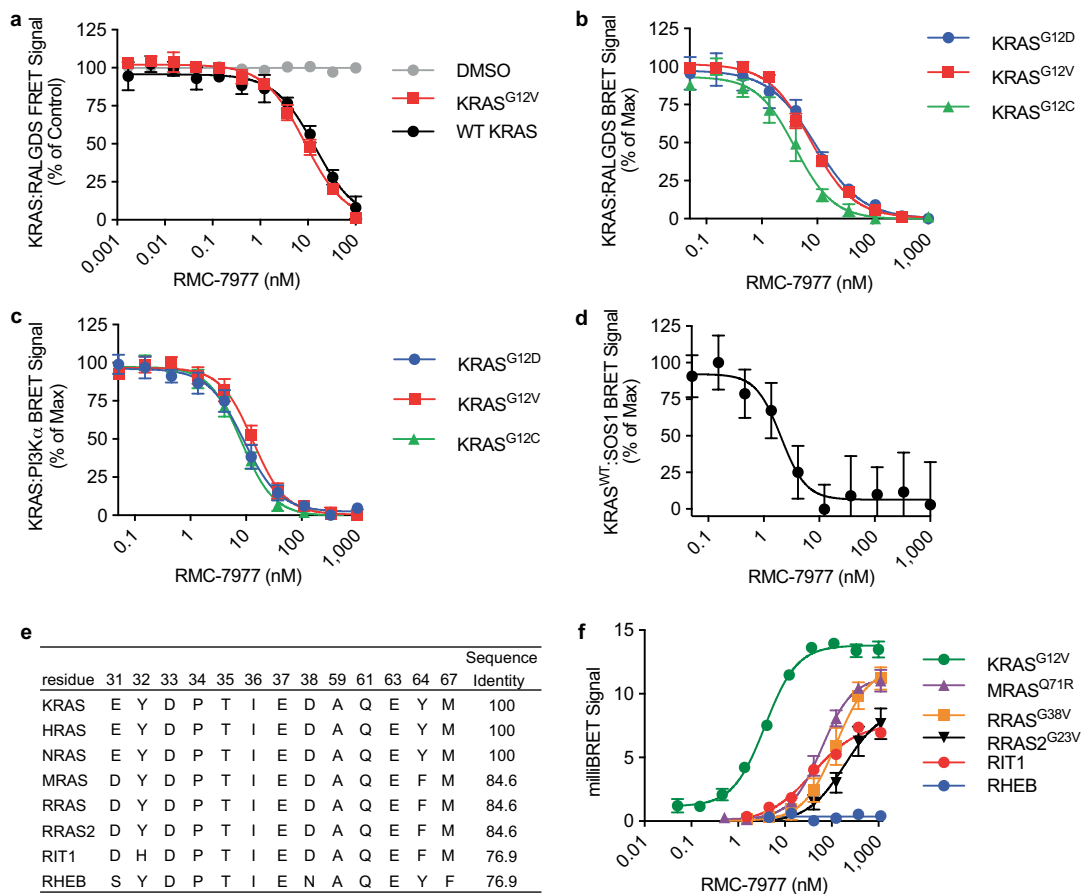 a
KRAS:RALGDS FRET Signal
(% of Control)
125
100
75
50
25
0
0.001
0.01
0.1
1
10
100
RMC-7977 (nM)
DMSO
KRASG12V
WT KRAS
b
KRAS:RALGDS BRET Signal
(% of Max)
125
100
75
50
25
0
0.1
1
10
100
1,000
RMC-7977 (nM)
KRASG12D
KRASG12V
KRASG12C
c
KRAS:PI3Kα BRET Signal
(% of Max)
125
100
75
50
25
0
0.1
1
10
100
1,000
RMC-7977 (nM)
KRASG12D
KRASG12V
KRASG12C
d
KRASWT:SOS1 BRET Signal
(% of Max)
125
100
75
50
25
0
0.1
1
10
100
1,000
RMC-7977 (nM)
e
Sequence
residue 31 32 33 34 35 36 37 38 59 61 63 64 67 Identity
KRAS E Y D P T I E D A Q E Y M 100
HRAS E Y D P T I E D A Q E Y M 100
NRAS E Y D P T I E D A Q E Y M 100
MRAS D Y D P T I E D A Q E F M 84.6
RRAS D Y D P T I E D A Q E F M 84.6
RRAS2 D Y D P T I E D A Q E F M 84.6
RIT1 D H D P T I E D A Q E F M 76.9
RHEB S Y D P T I E N A Q E Y F 76.9
f
milliBRET Signal
15
10
5
0
0.01
0.1
1
10
100
1,000
RMC-7977 (nM)
KRASG12V
MRASQ71R
RRASG38V
RRAS2G23V
RIT1
RHEB